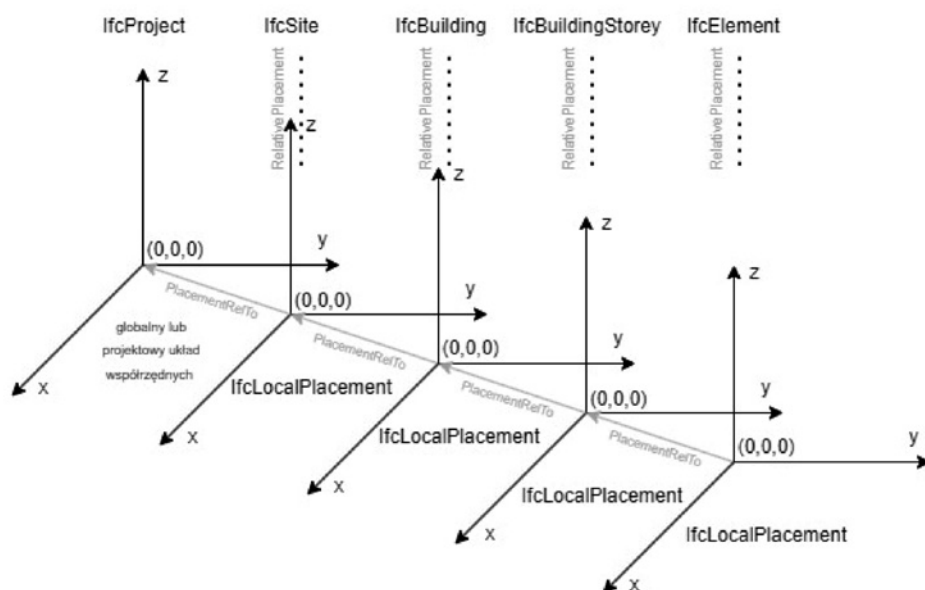 IfcProject
IfcSite
IfcBuilding
IfcBuildingStorey
IfcElement
RelativePlacement
RelativePlacement
RelativePlacement
RelativePlacement
z
z
z
z
z
(0,0,0)
y
(0,0,0)
y
(0,0,0)
y
(0,0,0)
y
(0,0,0)
y
PlacementRelTo
PlacementRelTo
PlacementRelTo
PlacementRelTo
globalny lub
projektowy układ
współrzędnych
x
IfcLocalPlacement
x
IfcLocalPlacement
x
IfcLocalPlacement
x
IfcLocalPlacement
x